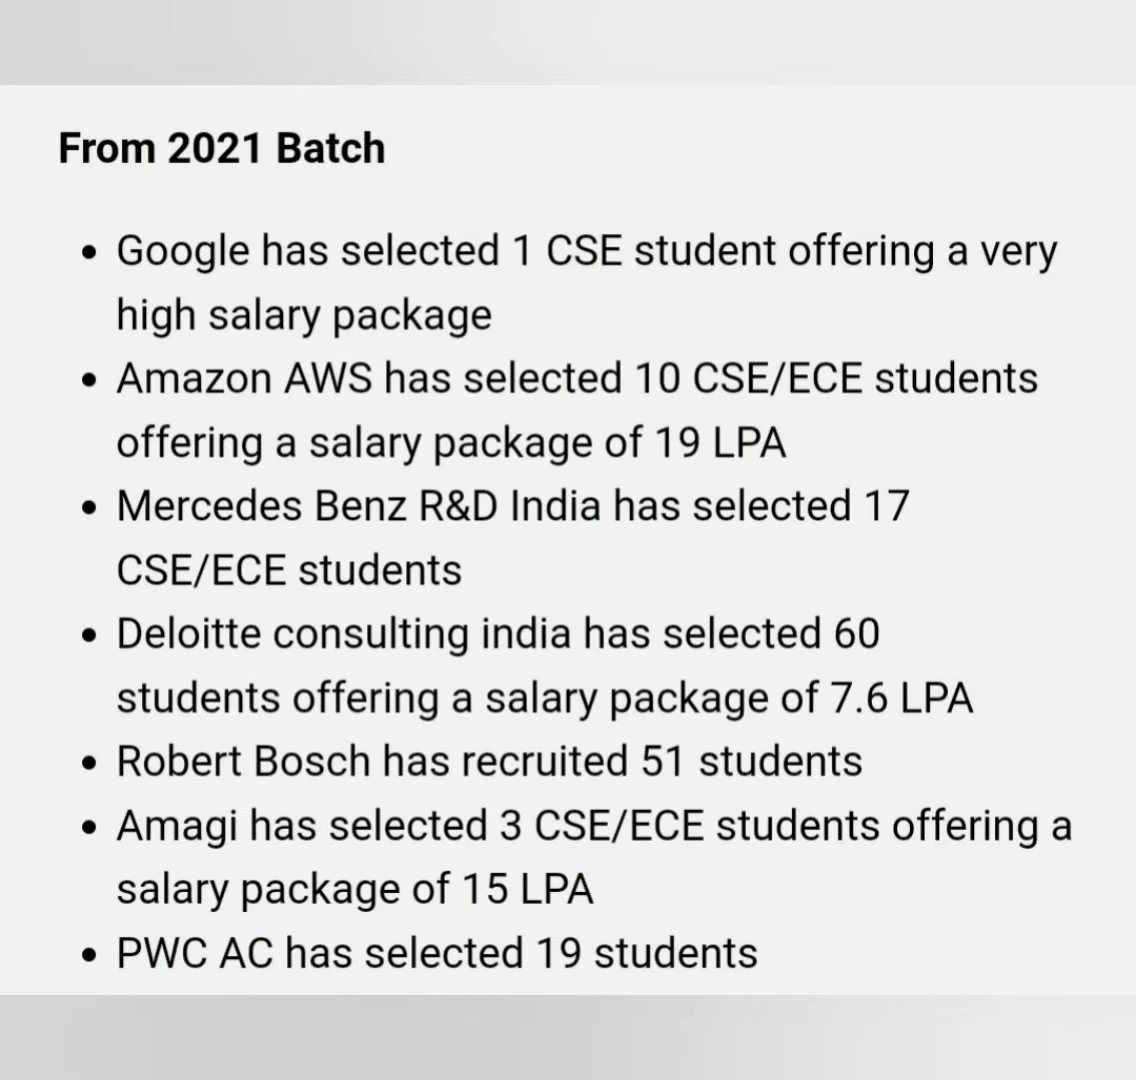 From 2021 Batch
• Google has selected 1 CSE student offering a very
high salary package
• Amazon AWS has selected 10 CSE/ECE students
offering a salary package of 19 LPA
• Mercedes Benz R&D India has selected 17
CSE/ECE students
• Deloitte consulting india has selected 60
students offering a salary package of 7.6 LPA
• Robert Bosch has recruited 51 students
• Amagi has selected 3 CSE/ECE students offering a
salary package of 15 LPA
• PWC AC has selected 19 students